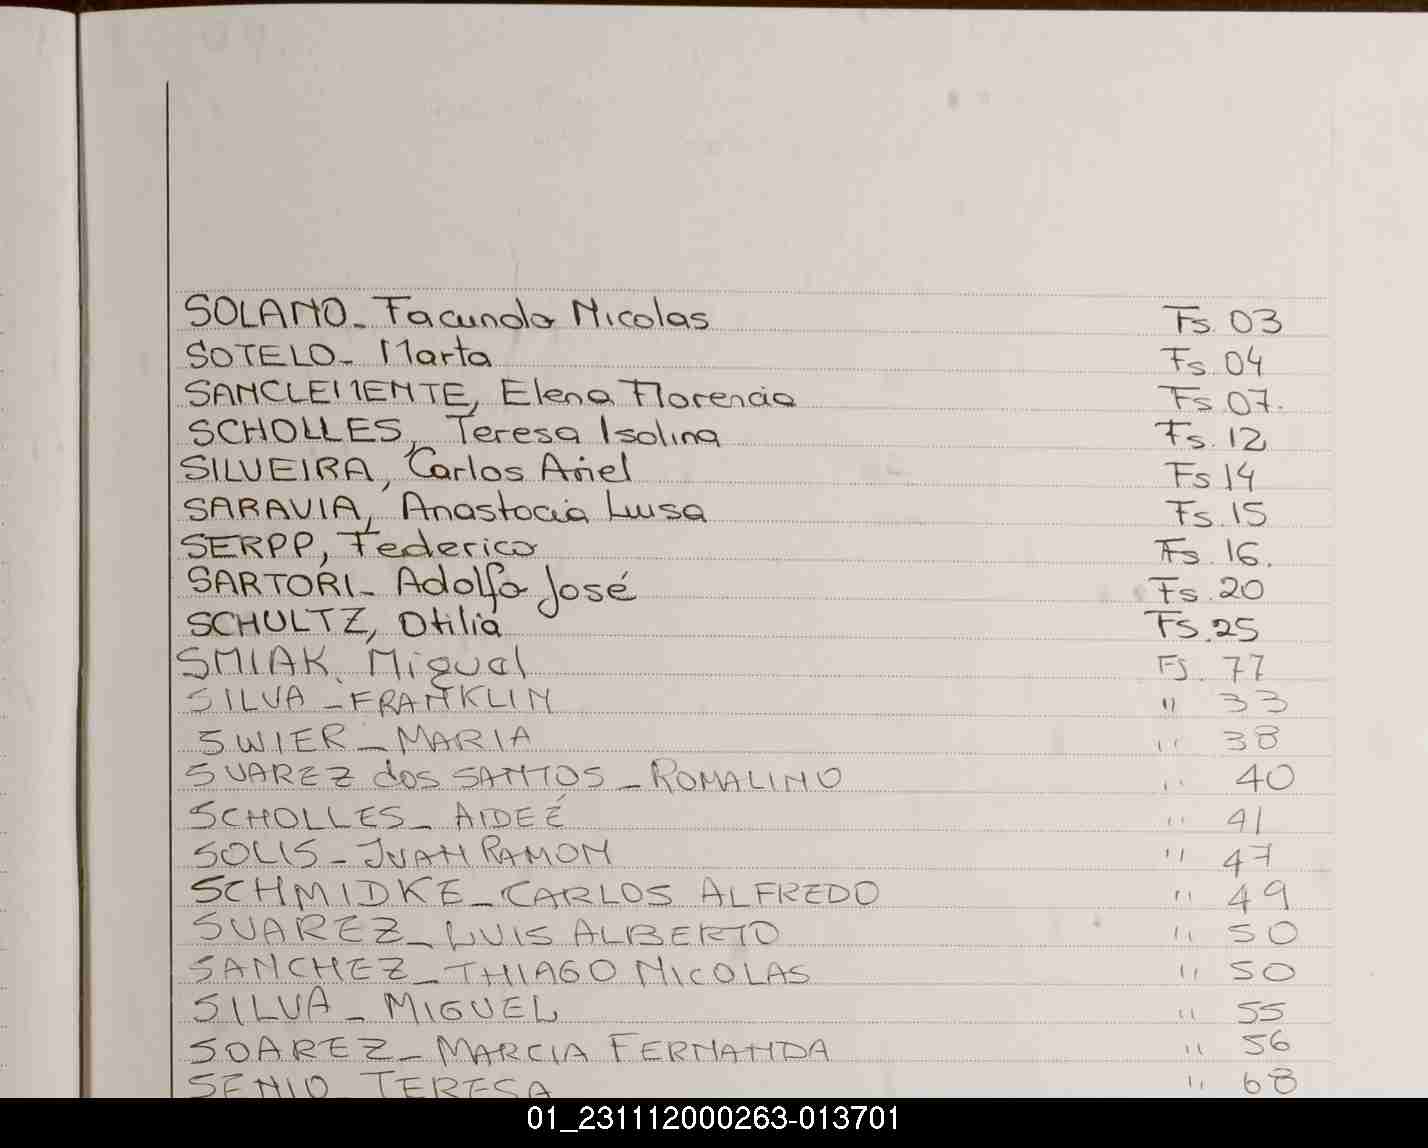 SOLANO_ Facundo Nicolas Fs. 03
SOTELO_ Marta Fs. 04
SANCLEMENTE, Elena Florencia Fs. 07.
SCHOLLES, Teresa Isolina Fs. 12
SILVEIRA, Carlos Ariel Fs 14
SARAVIA, Anastacia Luisa Fs. 15
SERPP, Federico Fs. 16.
SARTORI_ Adolfo José Fs. 20
SCHULTZ, Otilia Fs. 25
SMIAK. Migual Fs. 77
SILVA _ FRANKLIN " 33
SWIER _ MARIA " 38
SUAREZ dos SANTOS _ ROMALINO " 40
SCHOLLES _ AIDEÉ " 41
SOLIS _ JUAN RAMON " 47
SCHMIDKE _ CARLOS ALFREDO " 49
SUAREZ _ LUIS ALBERTO " 50
SANCHEZ _ THIAGO NICOLAS " 50
SILVA _ MIGUEL " 55
SOAREZ _ MARCIA FERNANDA " 56
SENIO TERESA " 68
01_231112000263-013701